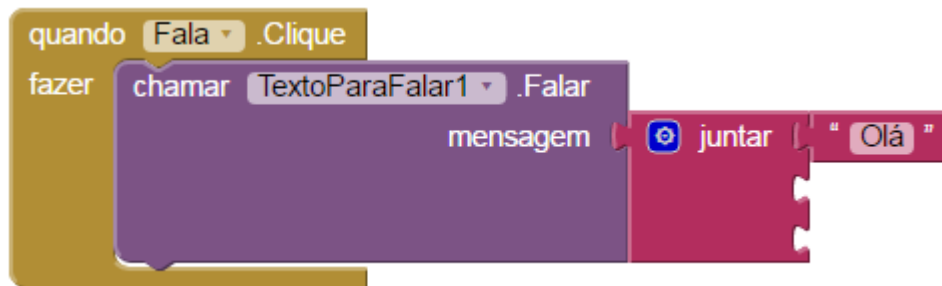 quando Fala .Clique
fazer chamar TextoParaFalar1 .Falar
mensagem juntar " Olá "